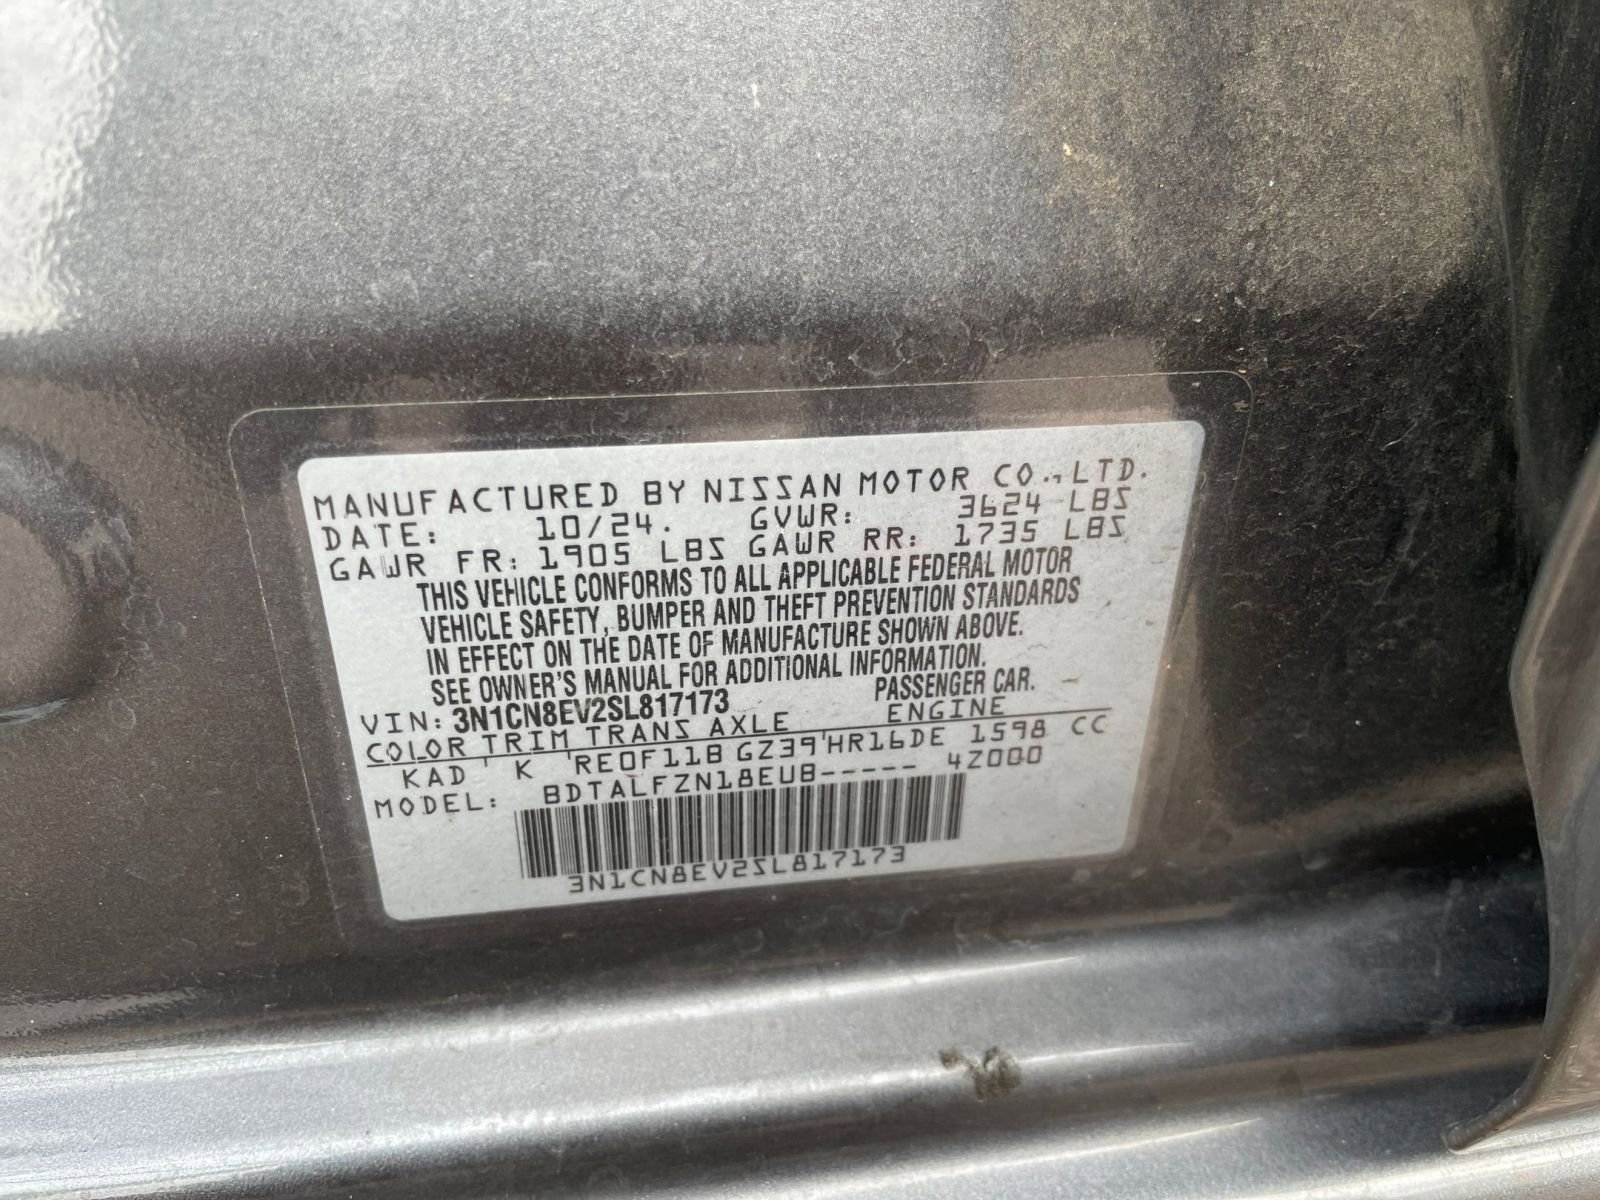 MANUFACTURED BY NISSAN MOTOR CO., LTD.
DATE: 10/24. GVWR: 3624 LBS
GAWR FR: 1905 LBS GAWR RR: 1735 LBS
THIS VEHICLE CONFORMS TO ALL APPLICABLE FEDERAL MOTOR
VEHICLE SAFETY, BUMPER AND THEFT PREVENTION STANDARDS
IN EFFECT ON THE DATE OF MANUFACTURE SHOWN ABOVE.
SEE OWNER'S MANUAL FOR ADDITIONAL INFORMATION.
VIN: 3N1CN8EV2SL817173 PASSENGER CAR.
COLOR TRIM TRANS AXLE ENGINE
KAD K RE0F11B GZ39 HR16DE 1598 CC
MODEL: BDTALFZN18EUB----- 4Z000
3N1CN8EV2SL817173